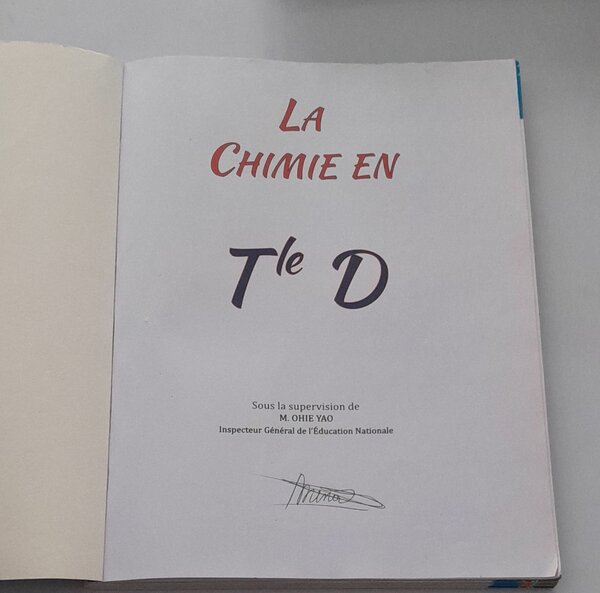 LA
CHIMIE EN
Tle D
Sous la supervision de
M. OHIE YAO
Inspecteur Général de l'Éducation Nationale